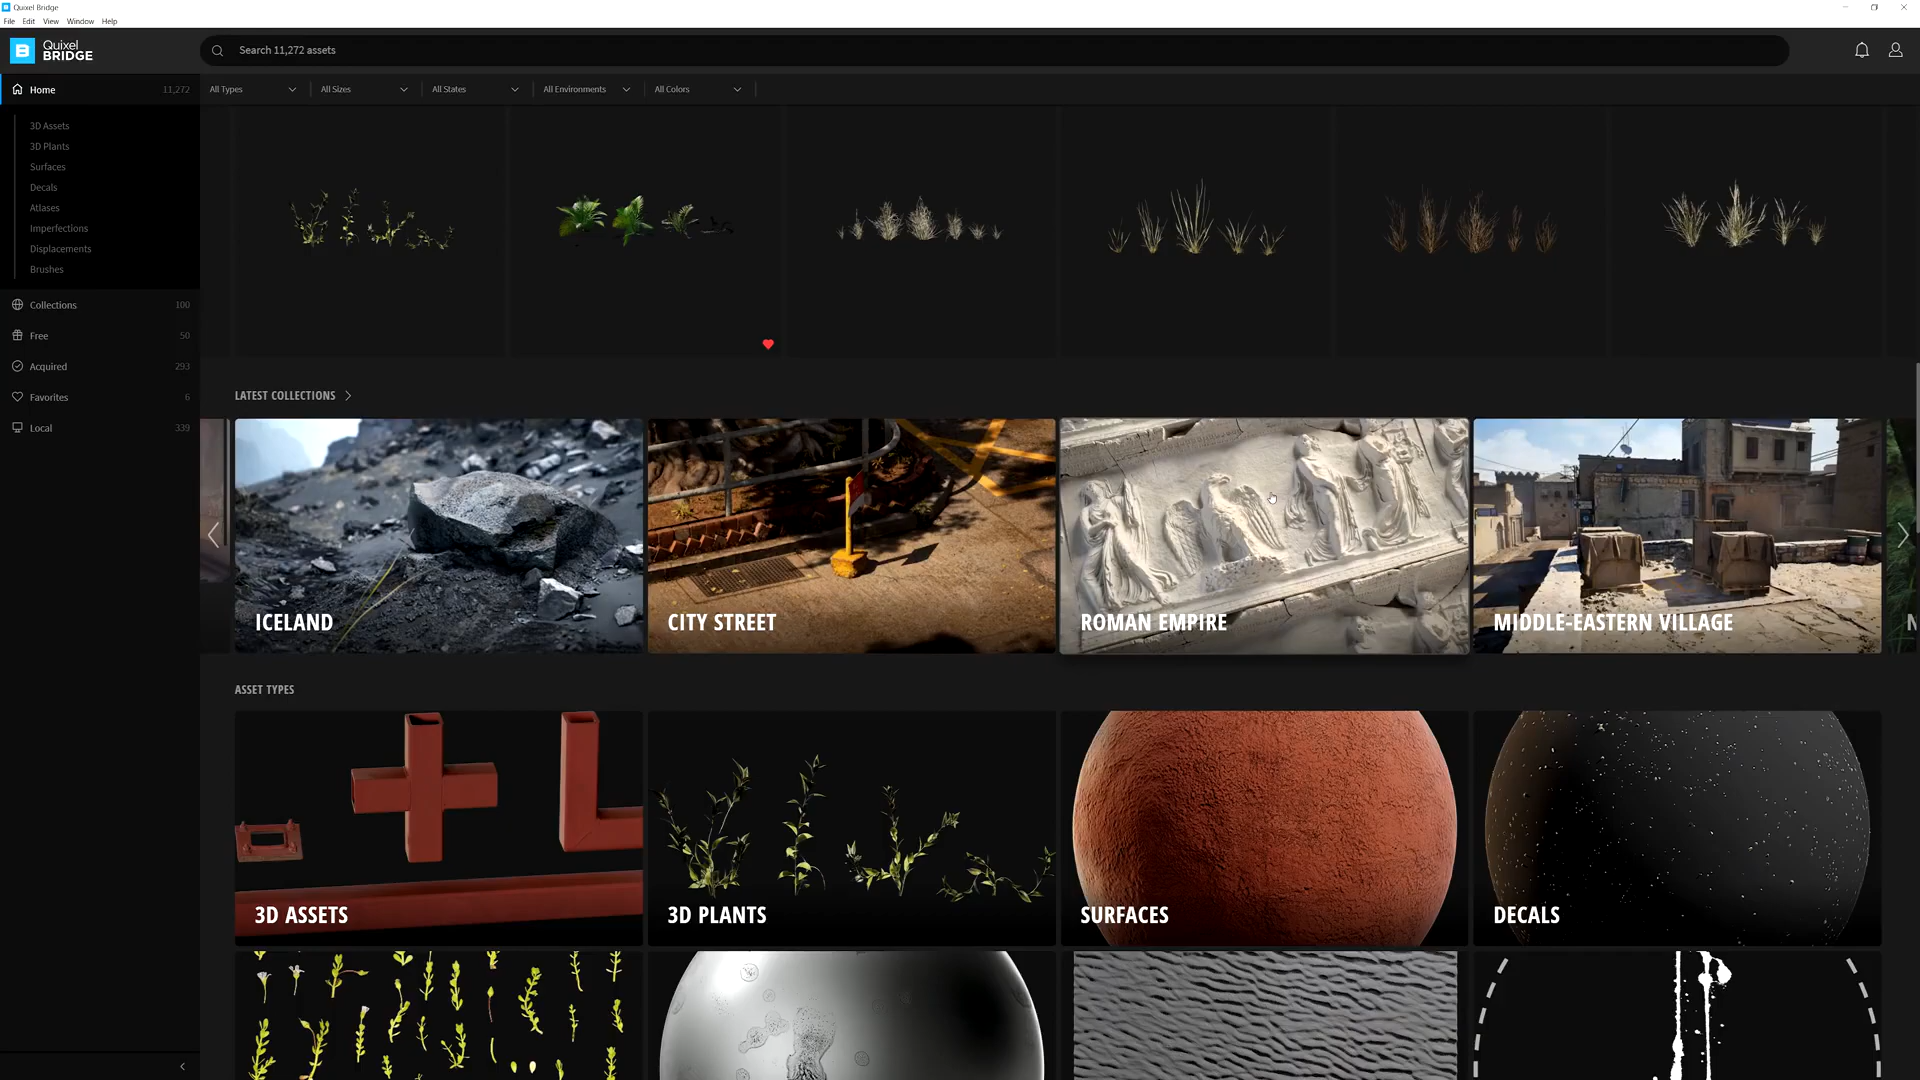 Quixel Bridge
File Edit View Window Help
Quixel
BRIDGE
Search 11,272 assets
Home 11,272
All Types All Sizes All States All Environments All Colors
3D Assets
3D Plants
Surfaces
Decals
Atlases
Imperfections
Displacements
Brushes
Collections 100
Free 50
Acquired 293
Favorites 6
Local 339
LATEST COLLECTIONS
ICELAND
CITY STREET
ROMAN EMPIRE
MIDDLE-EASTERN VILLAGE
ASSET TYPES
3D ASSETS
3D PLANTS
SURFACES
DECALS